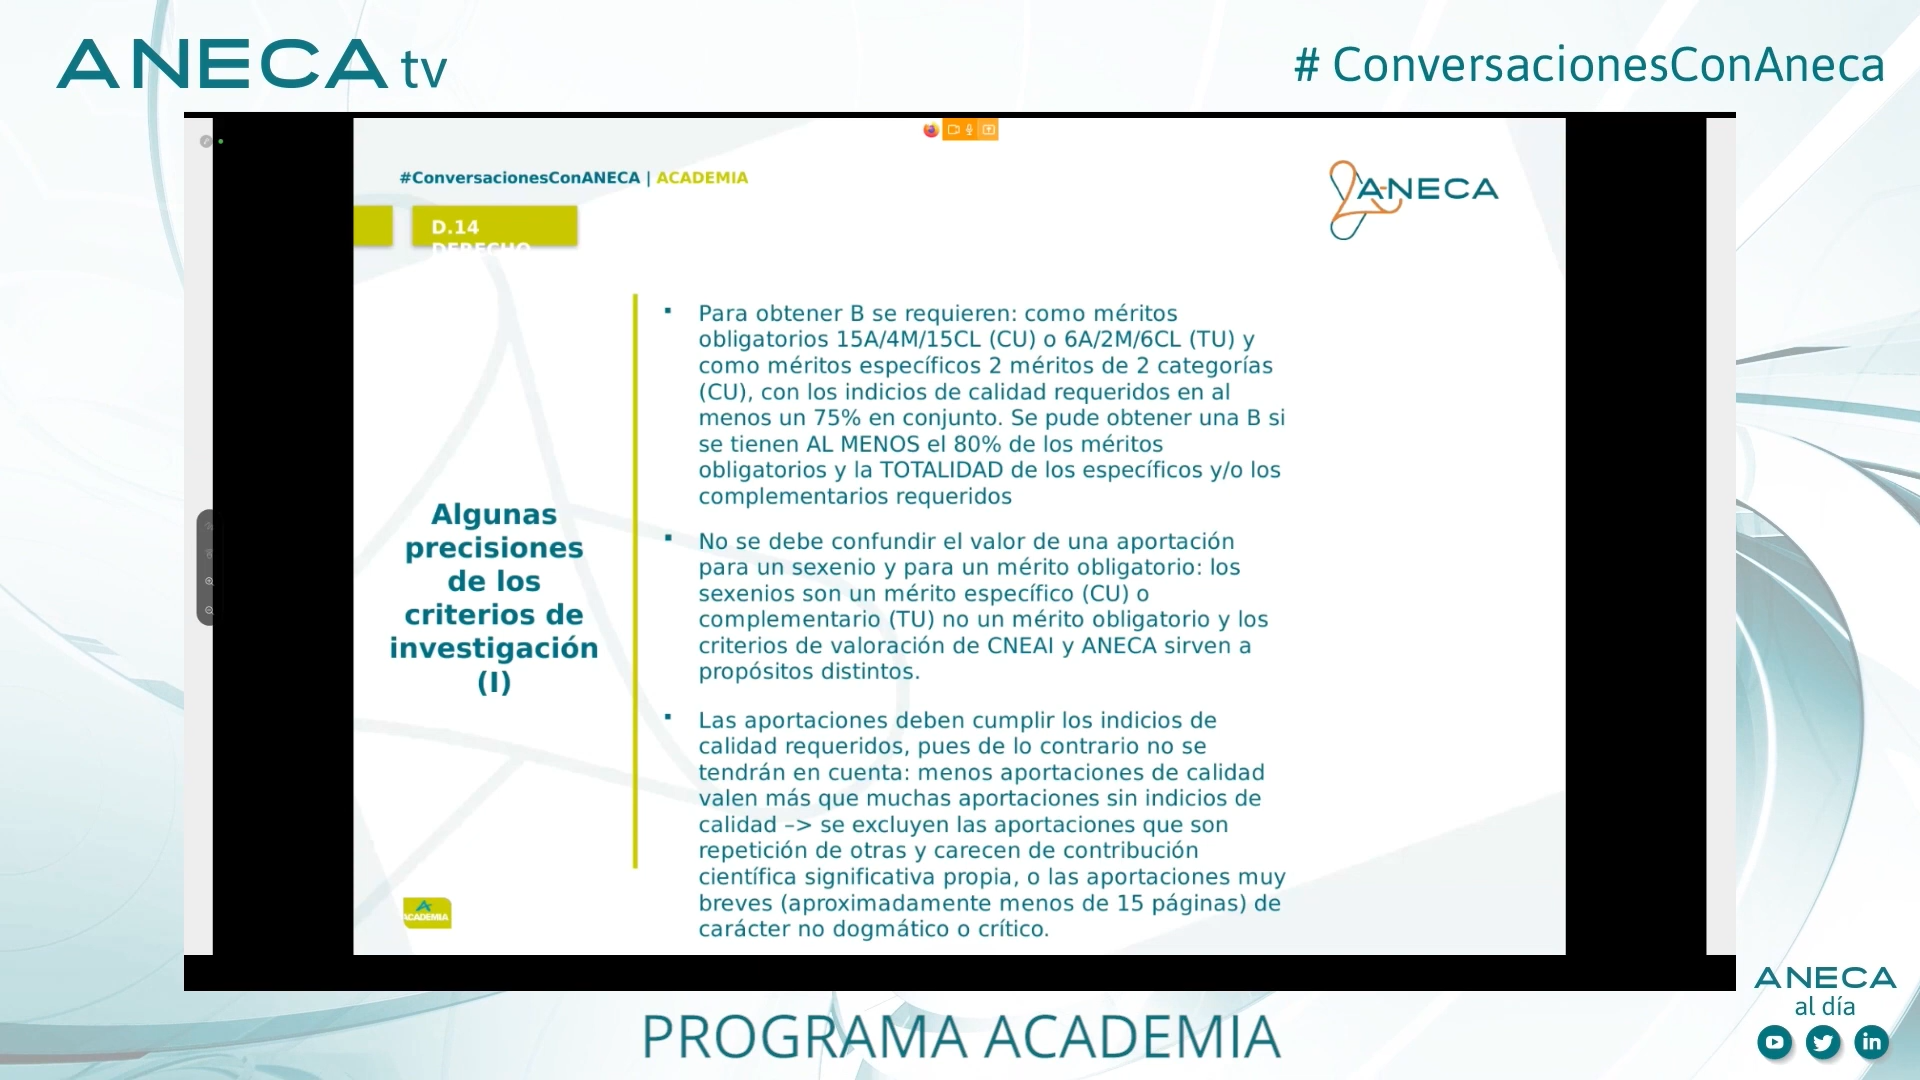 ANECA tv
# ConversacionesConAneca
#ConversacionesConANECA | ACADEMIA
ANECA
D.14
DERECHO
Algunas
precisiones
de los
criterios de
investigación
(I)
▪ Para obtener B se requieren: como méritos
obligatorios 15A/4M/15CL (CU) o 6A/2M/6CL (TU) y
como méritos específicos 2 méritos de 2 categorías
(CU), con los indicios de calidad requeridos en al
menos un 75% en conjunto. Se pude obtener una B si
se tienen AL MENOS el 80% de los méritos
obligatorios y la TOTALIDAD de los específicos y/o los
complementarios requeridos
▪ No se debe confundir el valor de una aportación
para un sexenio y para un mérito obligatorio: los
sexenios son un mérito específico (CU) o
complementario (TU) no un mérito obligatorio y los
criterios de valoración de CNEAI y ANECA sirven a
propósitos distintos.
▪ Las aportaciones deben cumplir los indicios de
calidad requeridos, pues de lo contrario no se
tendrán en cuenta: menos aportaciones de calidad
valen más que muchas aportaciones sin indicios de
calidad –> se excluyen las aportaciones que son
repetición de otras y carecen de contribución
científica significativa propia, o las aportaciones muy
breves (aproximadamente menos de 15 páginas) de
carácter no dogmático o crítico.
ACADEMIA
PROGRAMA ACADEMIA
ANECA
al día
in